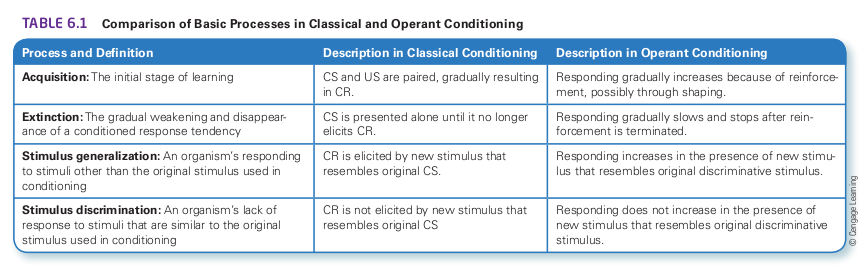 TABLE 6.1 Comparison of Basic Processes in Classical and Operant Conditioning
Process and Definition
Description in Classical Conditioning
Description in Operant Conditioning
Acquisition: The initial stage of learning
CS and US are paired, gradually resulting
in CR.
Responding gradually increases because of reinforce-
ment, possibly through shaping.
Extinction: The gradual weakening and disappear-
ance of a conditioned response tendency
CS is presented alone until it no longer
elicits CR.
Responding gradually slows and stops after rein-
forcement is terminated.
Stimulus generalization: An organism's responding
to stimuli other than the original stimulus used in
conditioning
CR is elicited by new stimulus that
resembles original CS.
Responding increases in the presence of new stimu-
lus that resembles original discriminative stimulus.
Stimulus discrimination: An organism's lack of
response to stimuli that are similar to the original
stimulus used in conditioning
CR is not elicited by new stimulus that
resembles original CS
Responding does not increase in the presence of
new stimulus that resembles original discriminative
stimulus.
© Cengage Learning